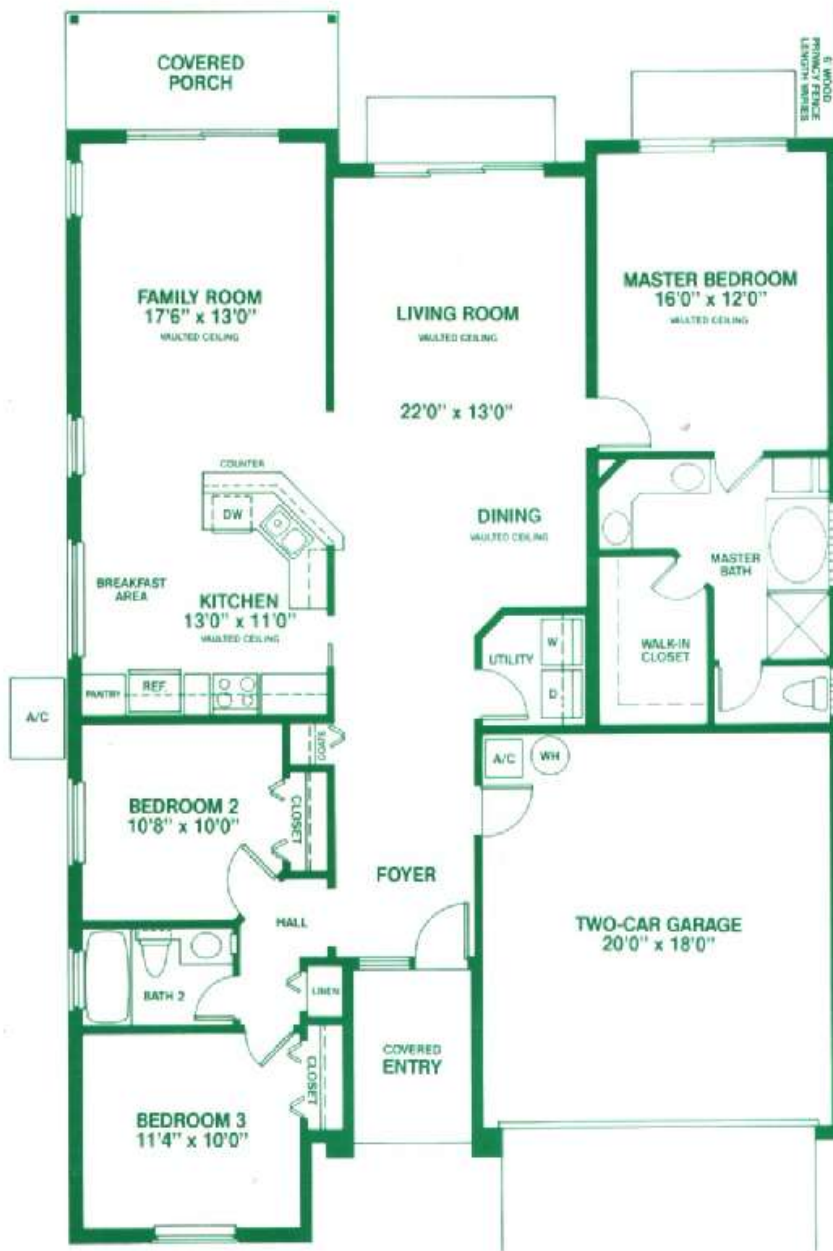 COVERED
PORCH
6' WOOD
PRIVACY FENCE
LENGTH VARIES
FAMILY ROOM
17'6" x 13'0"
VAULTED CEILING
LIVING ROOM
VAULTED CEILING
22'0" x 13'0"
MASTER BEDROOM
16'0" x 12'0"
VAULTED CEILING
COUNTER
DW
DINING
VAULTED CEILING
BREAKFAST
AREA
KITCHEN
13'0" x 11'0"
VAULTED CEILING
MASTER
BATH
WALK-IN
CLOSET
UTILITY
W
D
PANTRY
REF.
A/C
COATS
A/C
WH
BEDROOM 2
10'8" x 10'0"
CLOSET
FOYER
HALL
TWO-CAR GARAGE
20'0" x 18'0"
BATH 2
LINEN
COVERED
ENTRY
CLOSET
BEDROOM 3
11'4" x 10'0"